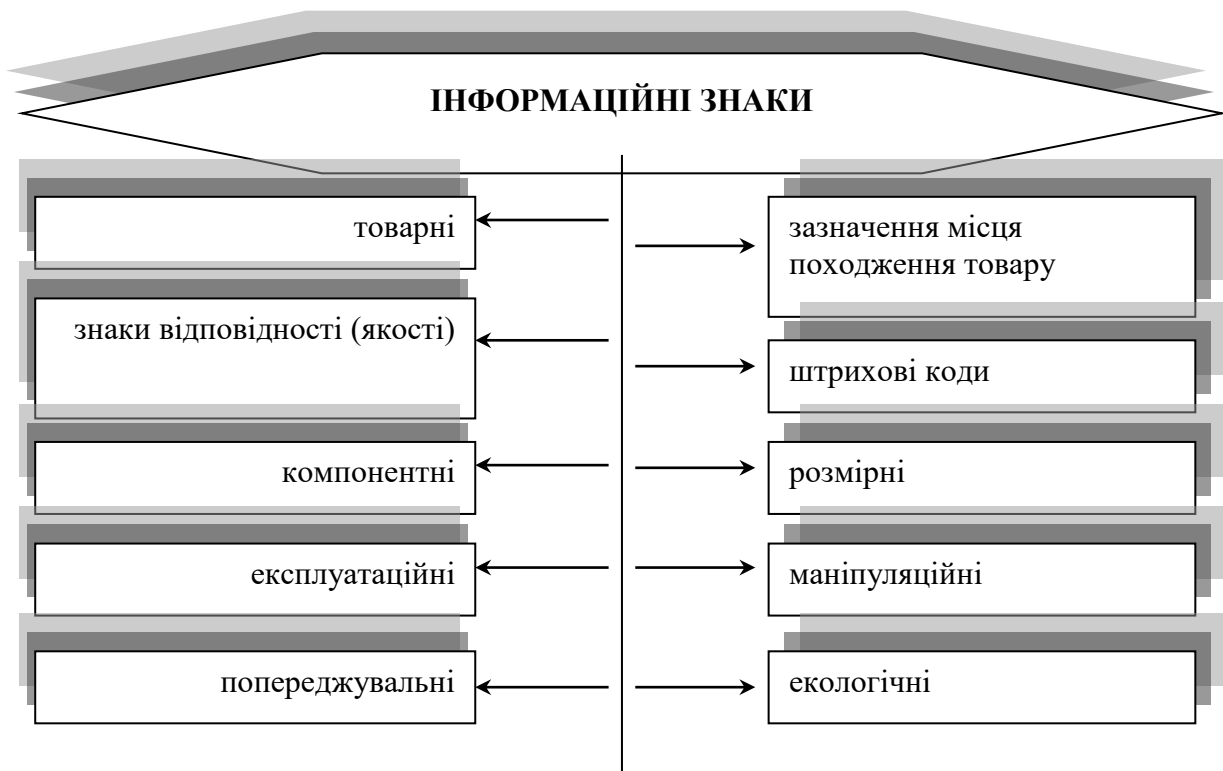 ІНФОРМАЦІЙНІ ЗНАКИ
товарні
зазначення місця
походження товару
знаки відповідності (якості)
штрихові коди
компонентні
розмірні
експлуатаційні
маніпуляційні
попереджувальні
екологічні